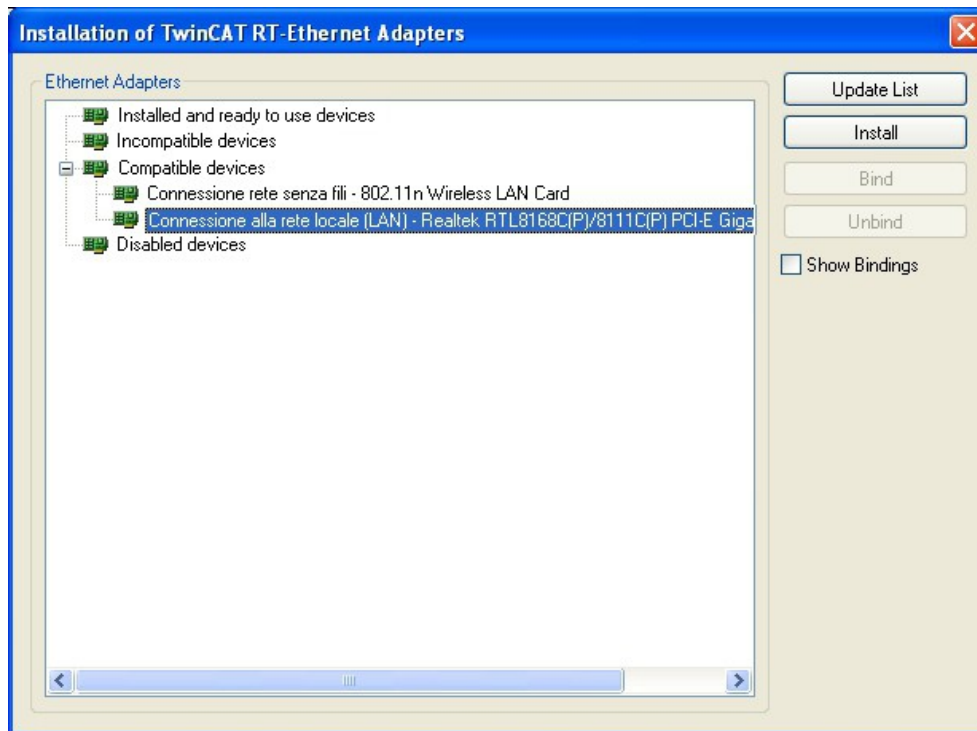 Installation of TwinCAT RT-Ethernet Adapters
Ethernet Adapters
Installed and ready to use devices
Incompatible devices
Compatible devices
Connessione rete senza fili - 802.11n Wireless LAN Card
Connessione alla rete locale (LAN) - Realtek RTL8168C(P)/8111C(P) PCI-E Giga
Disabled devices
Update List
Install
Bind
Unbind
Show Bindings